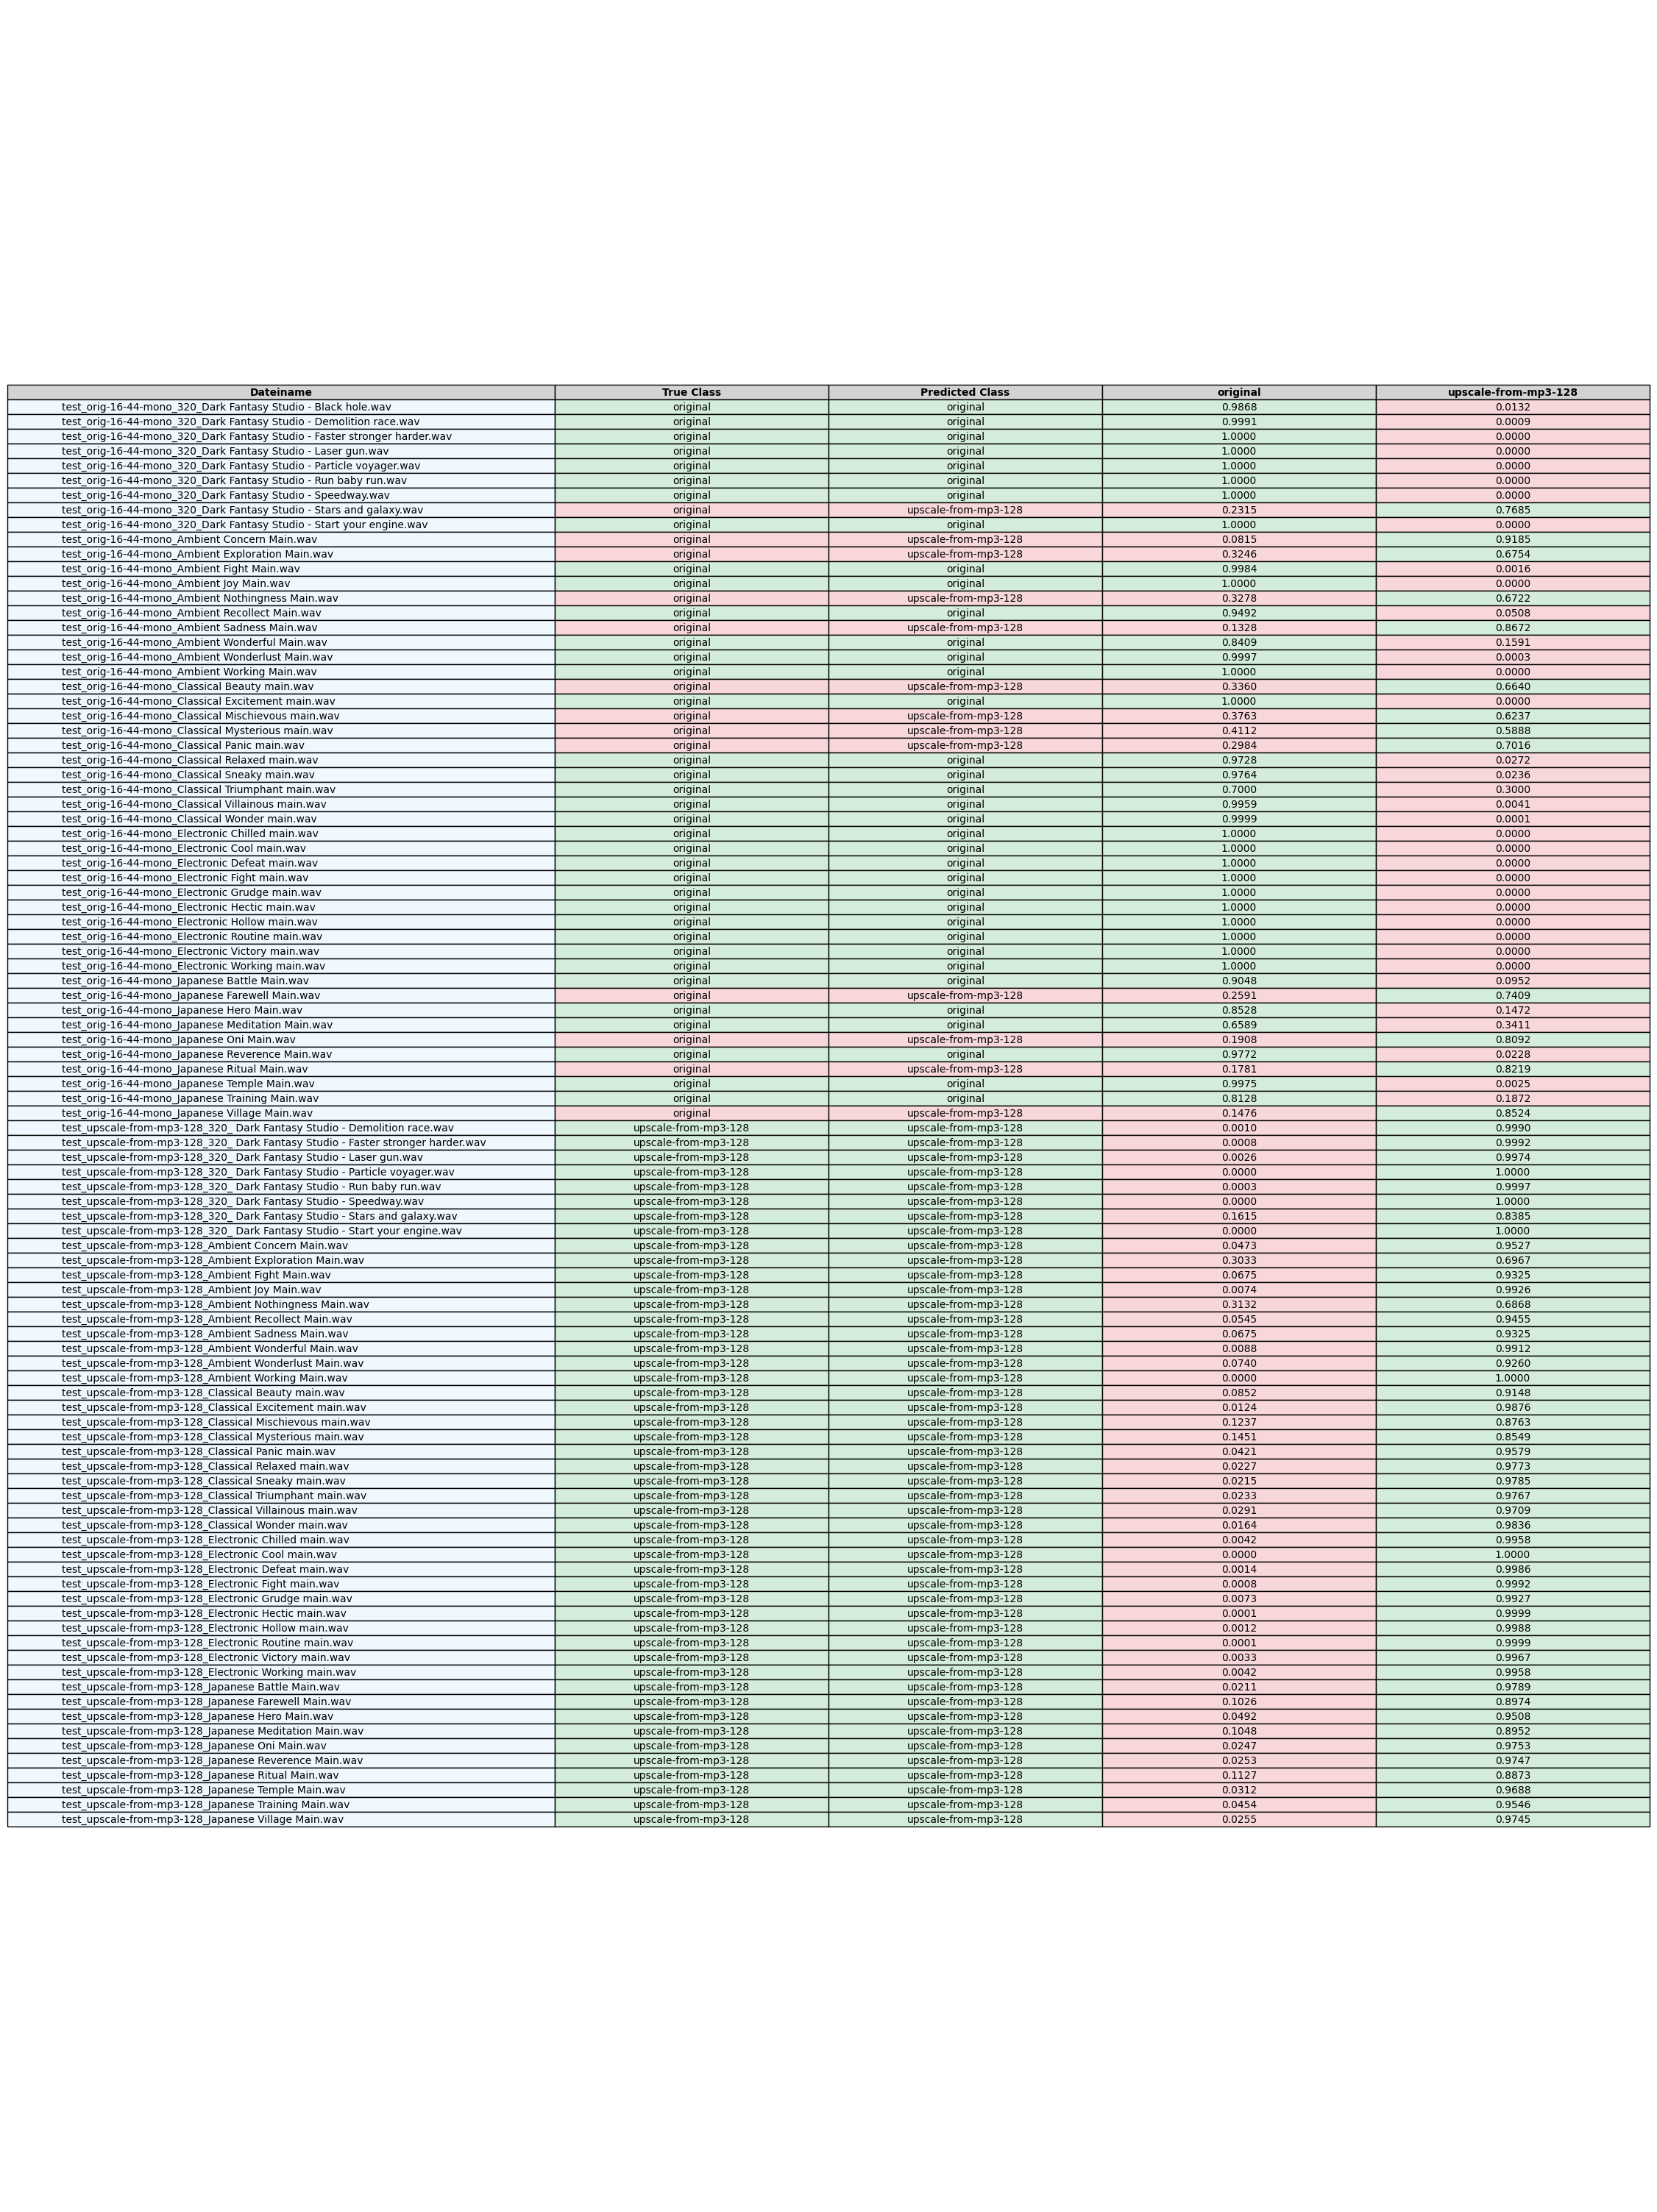 Dateiname True Class Predicted Class original upscale-from-mp3-128
test_orig-16-44-mono_320_Dark Fantasy Studio - Black hole.wav original original 0.9868 0.0132
test_orig-16-44-mono_320_Dark Fantasy Studio - Demolition race.wav original original 0.9991 0.0009
test_orig-16-44-mono_320_Dark Fantasy Studio - Faster stronger harder.wav original original 1.0000 0.0000
test_orig-16-44-mono_320_Dark Fantasy Studio - Laser gun.wav original original 1.0000 0.0000
test_orig-16-44-mono_320_Dark Fantasy Studio - Particle voyager.wav original original 1.0000 0.0000
test_orig-16-44-mono_320_Dark Fantasy Studio - Run baby run.wav original original 1.0000 0.0000
test_orig-16-44-mono_320_Dark Fantasy Studio - Speedway.wav original original 1.0000 0.0000
test_orig-16-44-mono_320_Dark Fantasy Studio - Stars and galaxy.wav original upscale-from-mp3-128 0.2315 0.7685
test_orig-16-44-mono_320_Dark Fantasy Studio - Start your engine.wav original original 1.0000 0.0000
test_orig-16-44-mono_Ambient Concern Main.wav original upscale-from-mp3-128 0.0815 0.9185
test_orig-16-44-mono_Ambient Exploration Main.wav original upscale-from-mp3-128 0.3246 0.6754
test_orig-16-44-mono_Ambient Fight Main.wav original original 0.9984 0.0016
test_orig-16-44-mono_Ambient Joy Main.wav original original 1.0000 0.0000
test_orig-16-44-mono_Ambient Nothingness Main.wav original upscale-from-mp3-128 0.3278 0.6722
test_orig-16-44-mono_Ambient Recollect Main.wav original original 0.9492 0.0508
test_orig-16-44-mono_Ambient Sadness Main.wav original upscale-from-mp3-128 0.1328 0.8672
test_orig-16-44-mono_Ambient Wonderful Main.wav original original 0.8409 0.1591
test_orig-16-44-mono_Ambient Wonderlust Main.wav original original 0.9997 0.0003
test_orig-16-44-mono_Ambient Working Main.wav original original 1.0000 0.0000
test_orig-16-44-mono_Classical Beauty main.wav original upscale-from-mp3-128 0.3360 0.6640
test_orig-16-44-mono_Classical Excitement main.wav original original 1.0000 0.0000
test_orig-16-44-mono_Classical Mischievous main.wav original upscale-from-mp3-128 0.3763 0.6237
test_orig-16-44-mono_Classical Mysterious main.wav original upscale-from-mp3-128 0.4112 0.5888
test_orig-16-44-mono_Classical Panic main.wav original upscale-from-mp3-128 0.2984 0.7016
test_orig-16-44-mono_Classical Relaxed main.wav original original 0.9728 0.0272
test_orig-16-44-mono_Classical Sneaky main.wav original original 0.9764 0.0236
test_orig-16-44-mono_Classical Triumphant main.wav original original 0.7000 0.3000
test_orig-16-44-mono_Classical Villainous main.wav original original 0.9959 0.0041
test_orig-16-44-mono_Classical Wonder main.wav original original 0.9999 0.0001
test_orig-16-44-mono_Electronic Chilled main.wav original original 1.0000 0.0000
test_orig-16-44-mono_Electronic Cool main.wav original original 1.0000 0.0000
test_orig-16-44-mono_Electronic Defeat main.wav original original 1.0000 0.0000
test_orig-16-44-mono_Electronic Fight main.wav original original 1.0000 0.0000
test_orig-16-44-mono_Electronic Grudge main.wav original original 1.0000 0.0000
test_orig-16-44-mono_Electronic Hectic main.wav original original 1.0000 0.0000
test_orig-16-44-mono_Electronic Hollow main.wav original original 1.0000 0.0000
test_orig-16-44-mono_Electronic Routine main.wav original original 1.0000 0.0000
test_orig-16-44-mono_Electronic Victory main.wav original original 1.0000 0.0000
test_orig-16-44-mono_Electronic Working main.wav original original 1.0000 0.0000
test_orig-16-44-mono_Japanese Battle Main.wav original original 0.9048 0.0952
test_orig-16-44-mono_Japanese Farewell Main.wav original upscale-from-mp3-128 0.2591 0.7409
test_orig-16-44-mono_Japanese Hero Main.wav original original 0.8528 0.1472
test_orig-16-44-mono_Japanese Meditation Main.wav original original 0.6589 0.3411
test_orig-16-44-mono_Japanese Oni Main.wav original upscale-from-mp3-128 0.1908 0.8092
test_orig-16-44-mono_Japanese Reverence Main.wav original original 0.9772 0.0228
test_orig-16-44-mono_Japanese Ritual Main.wav original upscale-from-mp3-128 0.1781 0.8219
test_orig-16-44-mono_Japanese Temple Main.wav original original 0.9975 0.0025
test_orig-16-44-mono_Japanese Training Main.wav original original 0.8128 0.1872
test_orig-16-44-mono_Japanese Village Main.wav original upscale-from-mp3-128 0.1476 0.8524
test_upscale-from-mp3-128_320_ Dark Fantasy Studio - Demolition race.wav upscale-from-mp3-128 upscale-from-mp3-128 0.0010 0.9990
test_upscale-from-mp3-128_320_ Dark Fantasy Studio - Faster stronger harder.wav upscale-from-mp3-128 upscale-from-mp3-128 0.0008 0.9992
test_upscale-from-mp3-128_320_ Dark Fantasy Studio - Laser gun.wav upscale-from-mp3-128 upscale-from-mp3-128 0.0026 0.9974
test_upscale-from-mp3-128_320_ Dark Fantasy Studio - Particle voyager.wav upscale-from-mp3-128 upscale-from-mp3-128 0.0000 1.0000
test_upscale-from-mp3-128_320_ Dark Fantasy Studio - Run baby run.wav upscale-from-mp3-128 upscale-from-mp3-128 0.0003 0.9997
test_upscale-from-mp3-128_320_ Dark Fantasy Studio - Speedway.wav upscale-from-mp3-128 upscale-from-mp3-128 0.0000 1.0000
test_upscale-from-mp3-128_320_ Dark Fantasy Studio - Stars and galaxy.wav upscale-from-mp3-128 upscale-from-mp3-128 0.1615 0.8385
test_upscale-from-mp3-128_320_ Dark Fantasy Studio - Start your engine.wav upscale-from-mp3-128 upscale-from-mp3-128 0.0000 1.0000
test_upscale-from-mp3-128_Ambient Concern Main.wav upscale-from-mp3-128 upscale-from-mp3-128 0.0473 0.9527
test_upscale-from-mp3-128_Ambient Exploration Main.wav upscale-from-mp3-128 upscale-from-mp3-128 0.3033 0.6967
test_upscale-from-mp3-128_Ambient Fight Main.wav upscale-from-mp3-128 upscale-from-mp3-128 0.0675 0.9325
test_upscale-from-mp3-128_Ambient Joy Main.wav upscale-from-mp3-128 upscale-from-mp3-128 0.0074 0.9926
test_upscale-from-mp3-128_Ambient Nothingness Main.wav upscale-from-mp3-128 upscale-from-mp3-128 0.3132 0.6868
test_upscale-from-mp3-128_Ambient Recollect Main.wav upscale-from-mp3-128 upscale-from-mp3-128 0.0545 0.9455
test_upscale-from-mp3-128_Ambient Sadness Main.wav upscale-from-mp3-128 upscale-from-mp3-128 0.0675 0.9325
test_upscale-from-mp3-128_Ambient Wonderful Main.wav upscale-from-mp3-128 upscale-from-mp3-128 0.0088 0.9912
test_upscale-from-mp3-128_Ambient Wonderlust Main.wav upscale-from-mp3-128 upscale-from-mp3-128 0.0740 0.9260
test_upscale-from-mp3-128_Ambient Working Main.wav upscale-from-mp3-128 upscale-from-mp3-128 0.0000 1.0000
test_upscale-from-mp3-128_Classical Beauty main.wav upscale-from-mp3-128 upscale-from-mp3-128 0.0852 0.9148
test_upscale-from-mp3-128_Classical Excitement main.wav upscale-from-mp3-128 upscale-from-mp3-128 0.0124 0.9876
test_upscale-from-mp3-128_Classical Mischievous main.wav upscale-from-mp3-128 upscale-from-mp3-128 0.1237 0.8763
test_upscale-from-mp3-128_Classical Mysterious main.wav upscale-from-mp3-128 upscale-from-mp3-128 0.1451 0.8549
test_upscale-from-mp3-128_Classical Panic main.wav upscale-from-mp3-128 upscale-from-mp3-128 0.0421 0.9579
test_upscale-from-mp3-128_Classical Relaxed main.wav upscale-from-mp3-128 upscale-from-mp3-128 0.0227 0.9773
test_upscale-from-mp3-128_Classical Sneaky main.wav upscale-from-mp3-128 upscale-from-mp3-128 0.0215 0.9785
test_upscale-from-mp3-128_Classical Triumphant main.wav upscale-from-mp3-128 upscale-from-mp3-128 0.0233 0.9767
test_upscale-from-mp3-128_Classical Villainous main.wav upscale-from-mp3-128 upscale-from-mp3-128 0.0291 0.9709
test_upscale-from-mp3-128_Classical Wonder main.wav upscale-from-mp3-128 upscale-from-mp3-128 0.0164 0.9836
test_upscale-from-mp3-128_Electronic Chilled main.wav upscale-from-mp3-128 upscale-from-mp3-128 0.0042 0.9958
test_upscale-from-mp3-128_Electronic Cool main.wav upscale-from-mp3-128 upscale-from-mp3-128 0.0000 1.0000
test_upscale-from-mp3-128_Electronic Defeat main.wav upscale-from-mp3-128 upscale-from-mp3-128 0.0014 0.9986
test_upscale-from-mp3-128_Electronic Fight main.wav upscale-from-mp3-128 upscale-from-mp3-128 0.0008 0.9992
test_upscale-from-mp3-128_Electronic Grudge main.wav upscale-from-mp3-128 upscale-from-mp3-128 0.0073 0.9927
test_upscale-from-mp3-128_Electronic Hectic main.wav upscale-from-mp3-128 upscale-from-mp3-128 0.0001 0.9999
test_upscale-from-mp3-128_Electronic Hollow main.wav upscale-from-mp3-128 upscale-from-mp3-128 0.0012 0.9988
test_upscale-from-mp3-128_Electronic Routine main.wav upscale-from-mp3-128 upscale-from-mp3-128 0.0001 0.9999
test_upscale-from-mp3-128_Electronic Victory main.wav upscale-from-mp3-128 upscale-from-mp3-128 0.0033 0.9967
test_upscale-from-mp3-128_Electronic Working main.wav upscale-from-mp3-128 upscale-from-mp3-128 0.0042 0.9958
test_upscale-from-mp3-128_Japanese Battle Main.wav upscale-from-mp3-128 upscale-from-mp3-128 0.0211 0.9789
test_upscale-from-mp3-128_Japanese Farewell Main.wav upscale-from-mp3-128 upscale-from-mp3-128 0.1026 0.8974
test_upscale-from-mp3-128_Japanese Hero Main.wav upscale-from-mp3-128 upscale-from-mp3-128 0.0492 0.9508
test_upscale-from-mp3-128_Japanese Meditation Main.wav upscale-from-mp3-128 upscale-from-mp3-128 0.1048 0.8952
test_upscale-from-mp3-128_Japanese Oni Main.wav upscale-from-mp3-128 upscale-from-mp3-128 0.0247 0.9753
test_upscale-from-mp3-128_Japanese Reverence Main.wav upscale-from-mp3-128 upscale-from-mp3-128 0.0253 0.9747
test_upscale-from-mp3-128_Japanese Ritual Main.wav upscale-from-mp3-128 upscale-from-mp3-128 0.1127 0.8873
test_upscale-from-mp3-128_Japanese Temple Main.wav upscale-from-mp3-128 upscale-from-mp3-128 0.0312 0.9688
test_upscale-from-mp3-128_Japanese Training Main.wav upscale-from-mp3-128 upscale-from-mp3-128 0.0454 0.9546
test_upscale-from-mp3-128_Japanese Village Main.wav upscale-from-mp3-128 upscale-from-mp3-128 0.0255 0.9745